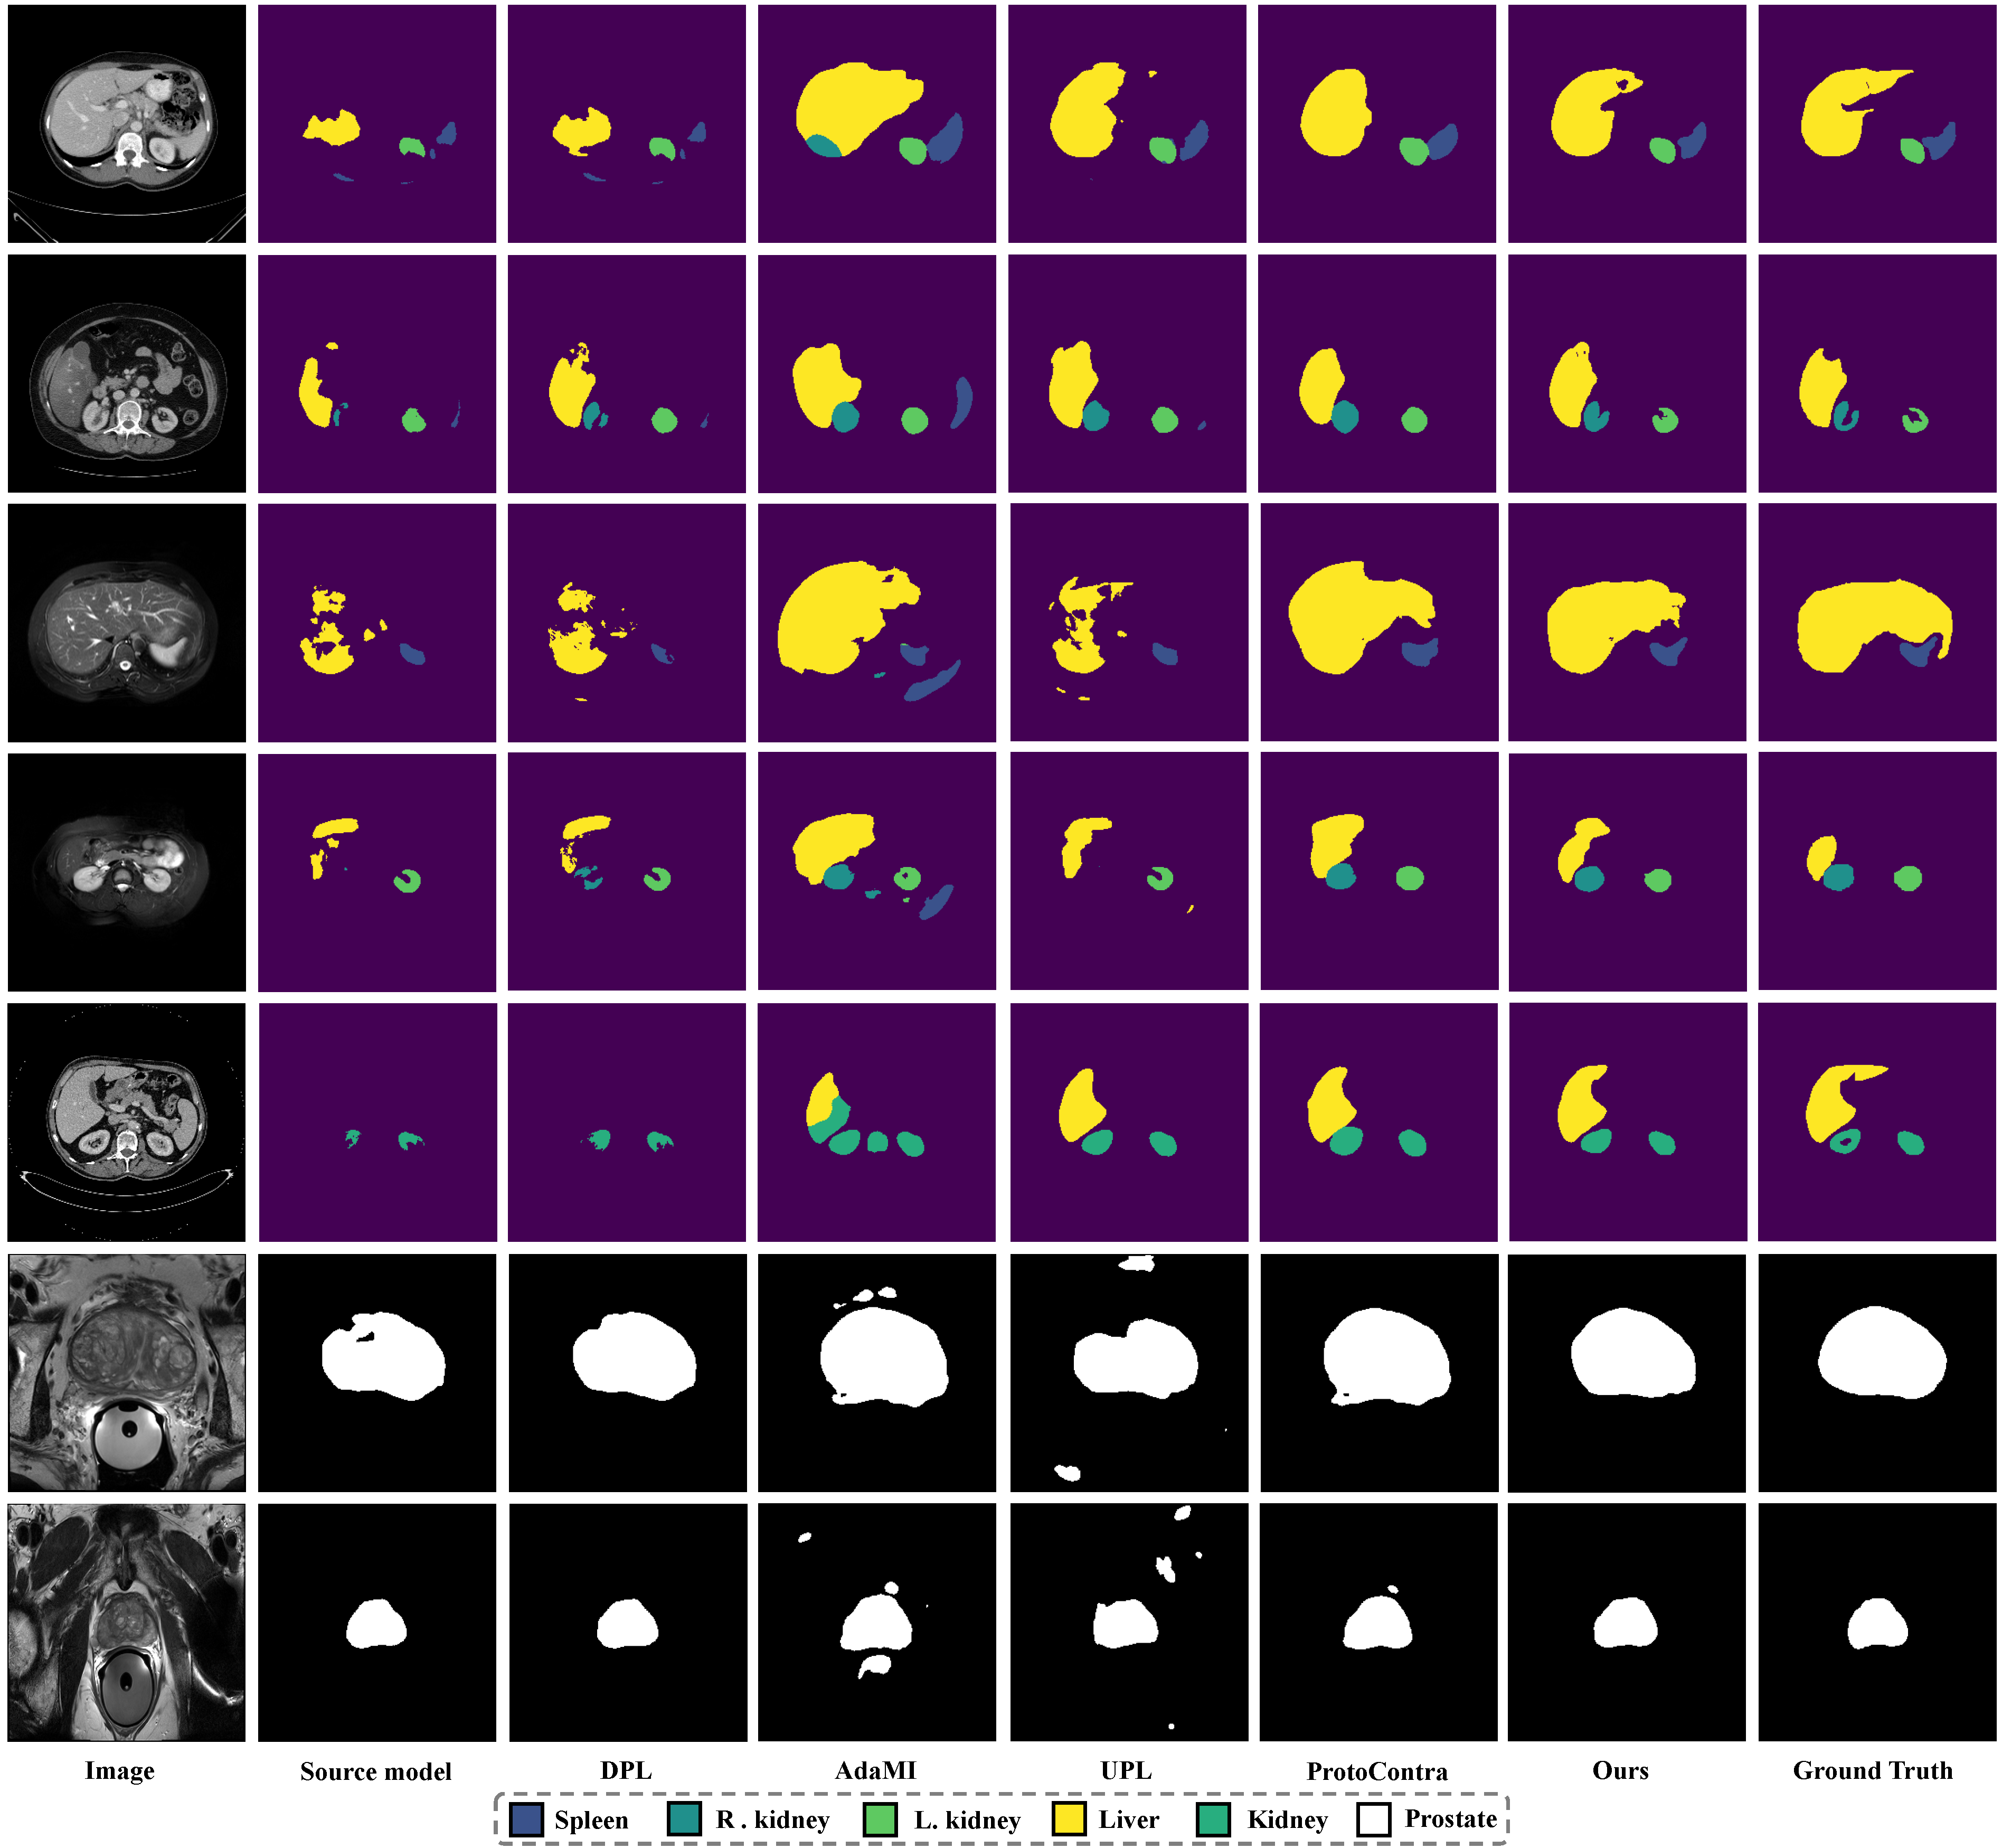 Image Source model DPL AdaMI UPL ProtoContra Ours Ground Truth
Spleen R . kidney L. kidney Liver Kidney Prostate